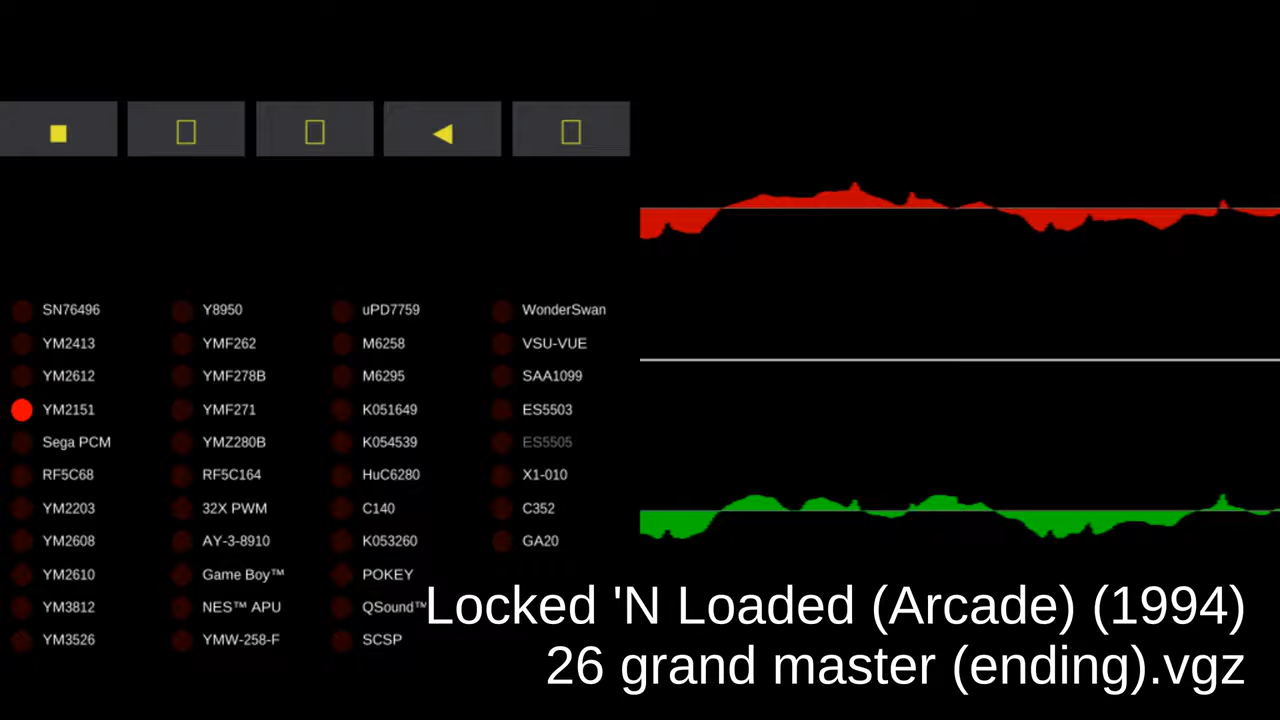 SN76496
Y8950
uPD7759
WonderSwan
YM2413
YMF262
M6258
VSU-VUE
YM2612
YMF278B
M6295
SAA1099
YM2151
YMF271
K051649
ES5503
Sega PCM
YMZ280B
K054539
ES5505
RF5C68
RF5C164
HuC6280
X1-010
YM2203
32X PWM
C140
C352
YM2608
AY-3-8910
K053260
GA20
YM2610
Game Boy™
POKEY
YM3812
NES™ APU
QSound™
YM3526
YMW-258-F
SCSP
Locked 'N Loaded (Arcade) (1994)
26 grand master (ending).vgz